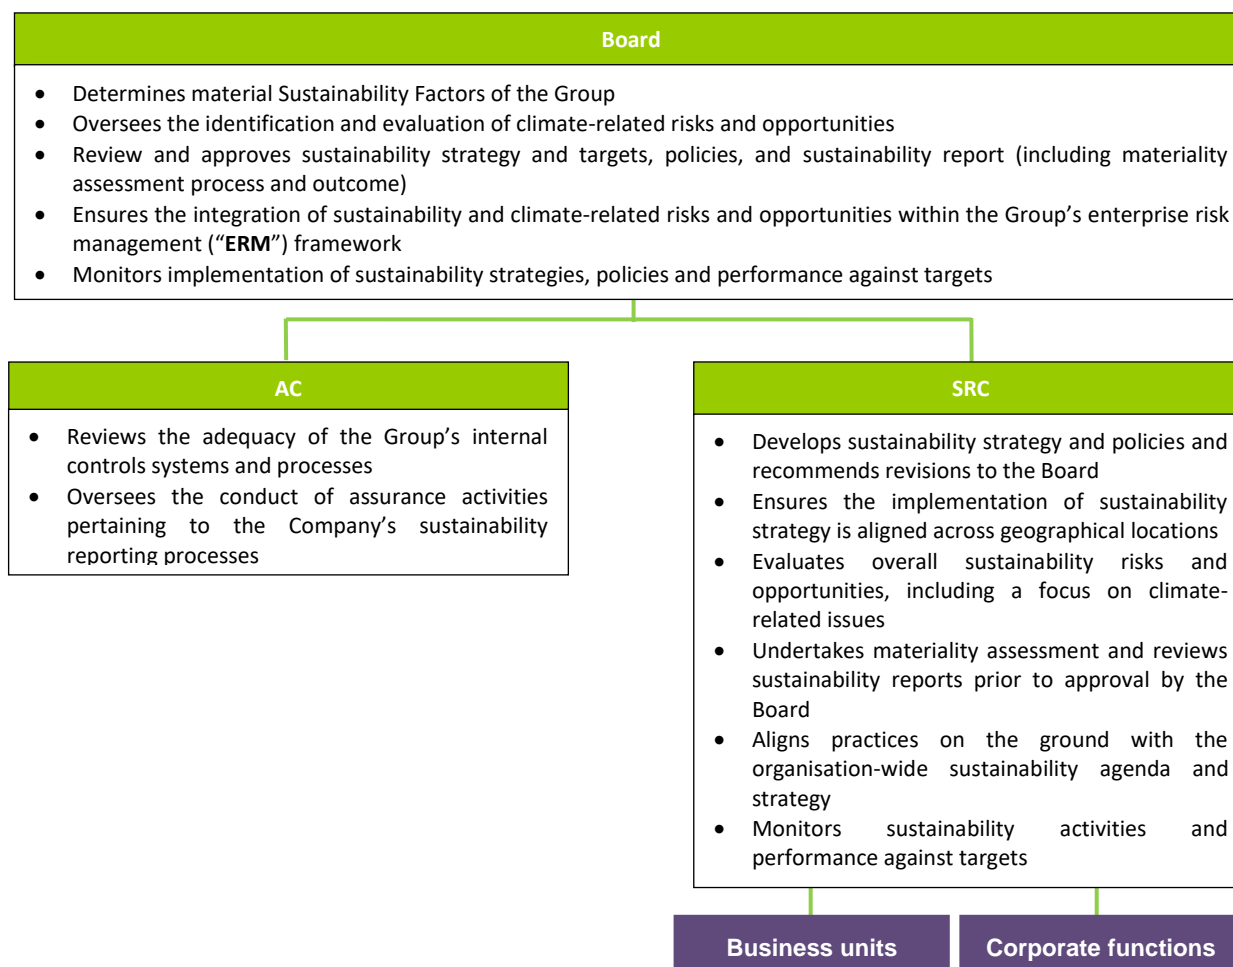 Board
• Determines material Sustainability Factors of the Group
• Oversees the identification and evaluation of climate-related risks and opportunities
• Review and approves sustainability strategy and targets, policies, and sustainability report (including materiality
assessment process and outcome)
• Ensures the integration of sustainability and climate-related risks and opportunities within the Group’s enterprise risk
management (“ERM”) framework
• Monitors implementation of sustainability strategies, policies and performance against targets
AC
• Reviews the adequacy of the Group’s internal
controls systems and processes
• Oversees the conduct of assurance activities
pertaining to the Company’s sustainability
reporting processes
SRC
• Develops sustainability strategy and policies and
recommends revisions to the Board
• Ensures the implementation of sustainability
strategy is aligned across geographical locations
• Evaluates overall sustainability risks and
opportunities, including a focus on climate-
related issues
• Undertakes materiality assessment and reviews
sustainability reports prior to approval by the
Board
• Aligns practices on the ground with the
organisation-wide sustainability agenda and
strategy
• Monitors sustainability activities and
performance against targets
Business units
Corporate functions